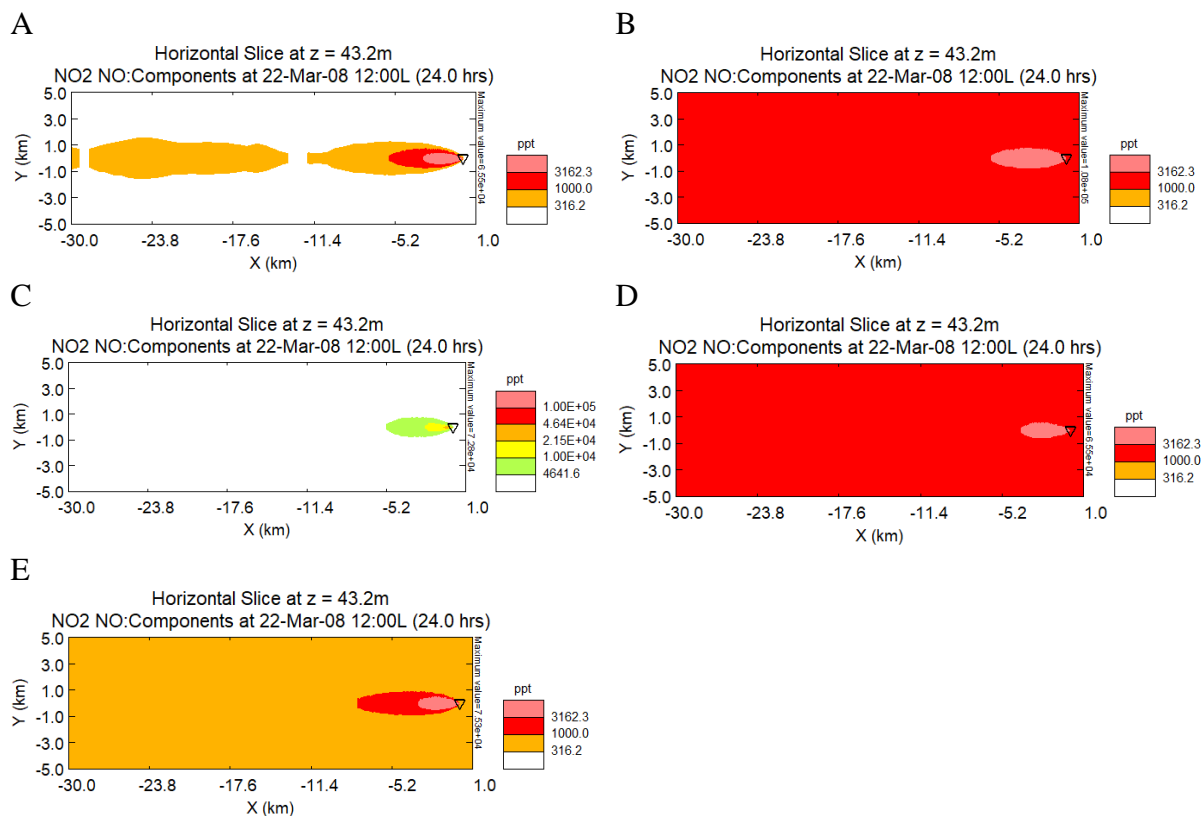 A
Horizontal Slice at z = 43.2m
NO2 NO:Components at 22-Mar-08 12:00L (24.0 hrs)
5.0
3.0
1.0
-1.0
-3.0
-5.0
Y (km)
-30.0 -23.8 -17.6 -11.4 -5.2 1.0
X (km)
Maximum value=6.55e+04
ppt
3162.3
1000.0
316.2
B
Horizontal Slice at z = 43.2m
NO2 NO:Components at 22-Mar-08 12:00L (24.0 hrs)
5.0
3.0
1.0
-1.0
-3.0
-5.0
Y (km)
-30.0 -23.8 -17.6 -11.4 -5.2 1.0
X (km)
Maximum value=1.08e+05
ppt
3162.3
1000.0
316.2
C
Horizontal Slice at z = 43.2m
NO2 NO:Components at 22-Mar-08 12:00L (24.0 hrs)
5.0
3.0
1.0
-1.0
-3.0
-5.0
Y (km)
-30.0 -23.8 -17.6 -11.4 -5.2 1.0
X (km)
Maximum value=7.28e+04
ppt
1.00E+05
4.64E+04
2.15E+04
1.00E+04
4641.6
D
Horizontal Slice at z = 43.2m
NO2 NO:Components at 22-Mar-08 12:00L (24.0 hrs)
5.0
3.0
1.0
-1.0
-3.0
-5.0
Y (km)
-30.0 -23.8 -17.6 -11.4 -5.2 1.0
X (km)
Maximum value=6.55e+04
ppt
3162.3
1000.0
316.2
E
Horizontal Slice at z = 43.2m
NO2 NO:Components at 22-Mar-08 12:00L (24.0 hrs)
5.0
3.0
1.0
-1.0
-3.0
-5.0
Y (km)
-30.0 -23.8 -17.6 -11.4 -5.2 1.0
X (km)
Maximum value=7.53e+04
ppt
3162.3
1000.0
316.2